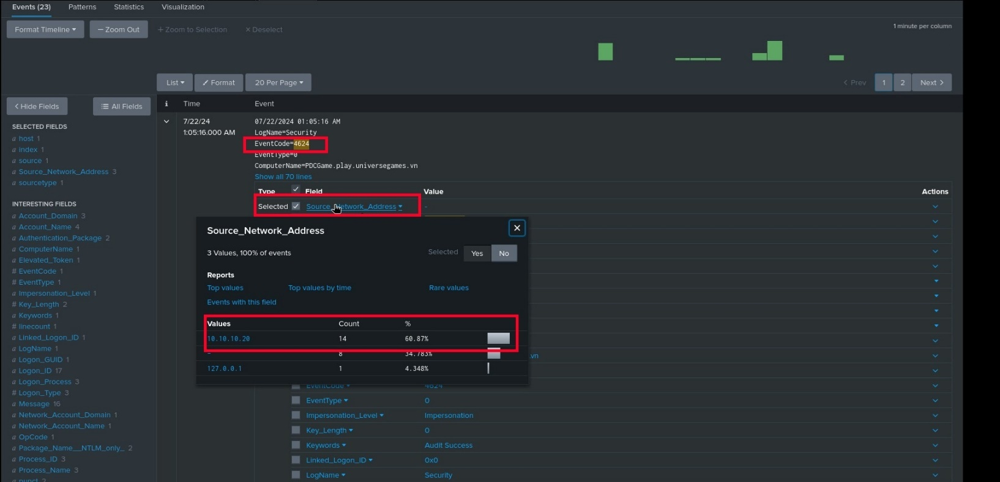 Events (23) Patterns Statistics Visualization
Format Timeline Zoom Out + Zoom to Selection × Deselect 1 minute per column
List Format 20 Per Page < Prev 1 2 Next >
< Hide Fields All Fields i Time Event
SELECTED FIELDS
a host 1
a index 1
a source 1
a Source_Network_Address 3
a sourcetype 1
INTERESTING FIELDS
a Account_Domain 3
a Account_Name 4
a Authentication_Package 2
a ComputerName 1
a Elevated_Token 1
# EventCode 1
# EventType 1
a Impersonation_Level 1
# Key_Length 2
a Keywords 1
# linecount 1
a Linked_Logon_ID 1
a LogName 1
a Logon_GUID 1
a Logon_ID 17
a Logon_Process 3
# Logon_Type 3
a Message 16
a Network_Account_Domain 1
a Network_Account_Name 1
a OpCode 1
a Package_Name__NTLM_only_ 2
a Process_ID 3
a Process_Name 3
a punct 2
7/22/24
1:05:16.000 AM
07/22/2024 01:05:16 AM
LogName=Security
EventCode=4624
EventType=0
ComputerName=PDCGame.play.universegames.vn
Show all 70 lines
Type Field Value Actions
Selected Source_Network_Address -
Source_Network_Address
3 Values, 100% of events Selected Yes No
Reports
Top values Top values by time Rare values
Events with this field
Values Count %
10.10.10.20 14 60.87%
- 8 34.783%
127.0.0.1 1 4.348%
.vn
EventCode 4624
EventType 0
Impersonation_Level Impersonation
Key_Length 0
Keywords Audit Success
Linked_Logon_ID 0x0
LogName Security